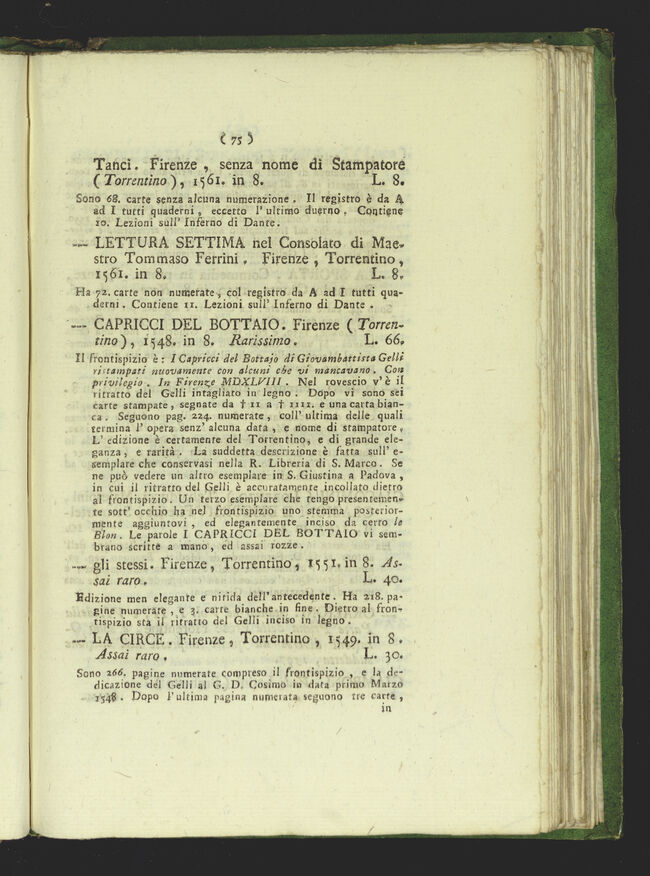 ( 75 )
Tanci. Firenze, senza nome di Stampatore
(Torrentino), 1561. in 8. L. 8.
Sono 68. carte senza alcuna numerazione. Il registro è da A
ad I tutti quaderni, eccetto l'ultimo duerno. Contiene
10. Lezioni sull'Inferno di Dante.
— LETTURA SETTIMA nel Consolato di Mae-
stro Tommaso Ferrini. Firenze, Torrentino,
1561. in 8. L. 8.
Ha 72. carte non numerate, col registro da A ad I tutti qua-
derni. Contiene 11. Lezioni sull'Inferno di Dante.
— CAPRICCI DEL BOTTAIO. Firenze (Torren-
tino), 1548. in 8. Rarissimo. L. 66.
Il frontispizio è: I Capricci del Bottajo di Giovambattista Gelli
ristampati nuovamente con alcuni che vi mancavano. Con
privilegio. In Firenze MDXLVIII. Nel rovescio v'è il
ritratto del Gelli intagliato in legno. Dopo vi sono sei
carte stampate, segnate da † II a † IIII. e una carta bian-
ca. Seguono pag. 224. numerate, coll'ultima delle quali
termina l'opera senz'alcuna data, e nome di stampatore.
L'edizione è certamente del Torrentino, e di grande ele-
ganza, e rarità. La suddetta descrizione è fatta sull'e-
semplare che conservasi nella R. Libreria di S. Marco. Se
ne può vedere un altro esemplare in S. Giustina a Padova,
in cui il ritratto del Gelli è accuratamente incollato dietro
al frontispizio. Un terzo esemplare che tengo presentemen-
te sott'occhio ha nel frontispizio uno stemma posterior-
mente aggiuntovi, ed elegantemente inciso da certo le
Blon. Le parole I CAPRICCI DEL BOTTAIO vi sem-
brano scritte a mano, ed assai rozze.
— gli stessi. Firenze, Torrentino, 1551. in 8. As-
sai raro. L. 40.
Edizione men elegante e nitida dell'antecedente. Ha 218. pa-
gine numerate, e 3. carte bianche in fine. Dietro al fron-
tispizio sta il ritratto del Gelli inciso in legno.
— LA CIRCE. Firenze, Torrentino, 1549. in 8.
Assai raro. L. 30.
Sono 266. pagine numerate compreso il frontispizio, e la de-
dicazione del Gelli al G. D. Cosimo in data primo Marzo
1548. Dopo l'ultima pagina numerata seguono tre carte,
in